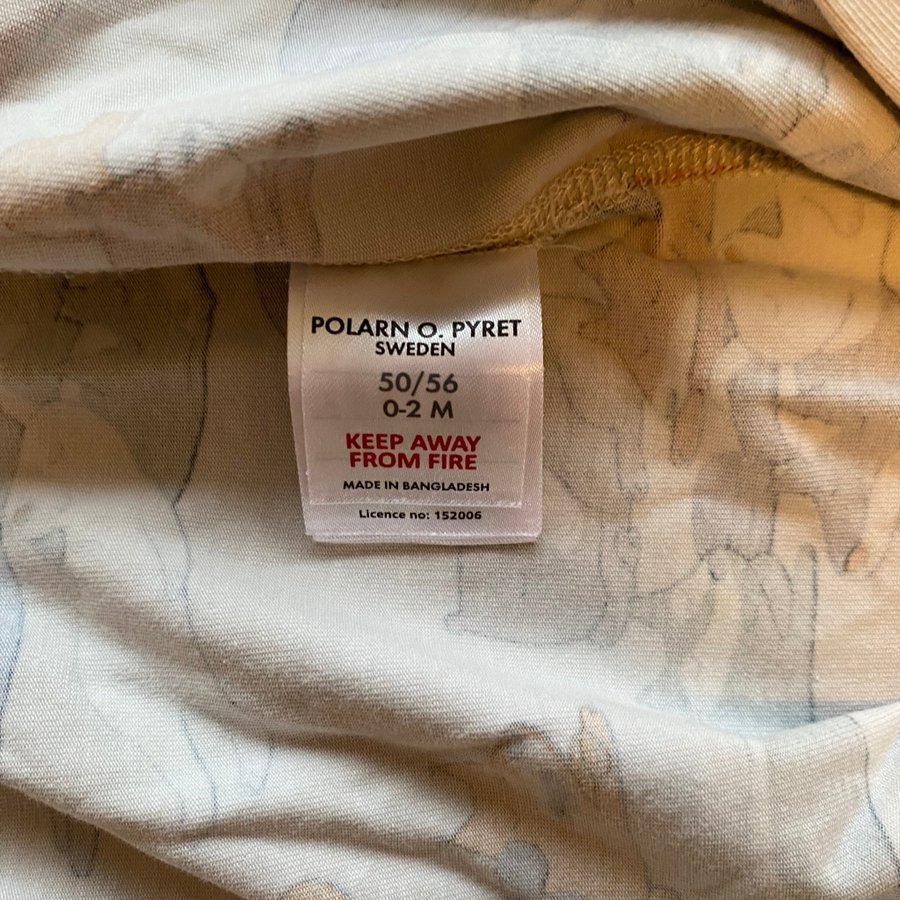 POLARN O. PYRET
SWEDEN
50/56
0-2 M
KEEP AWAY
FROM FIRE
MADE IN BANGLADESH
Licence no: 152006